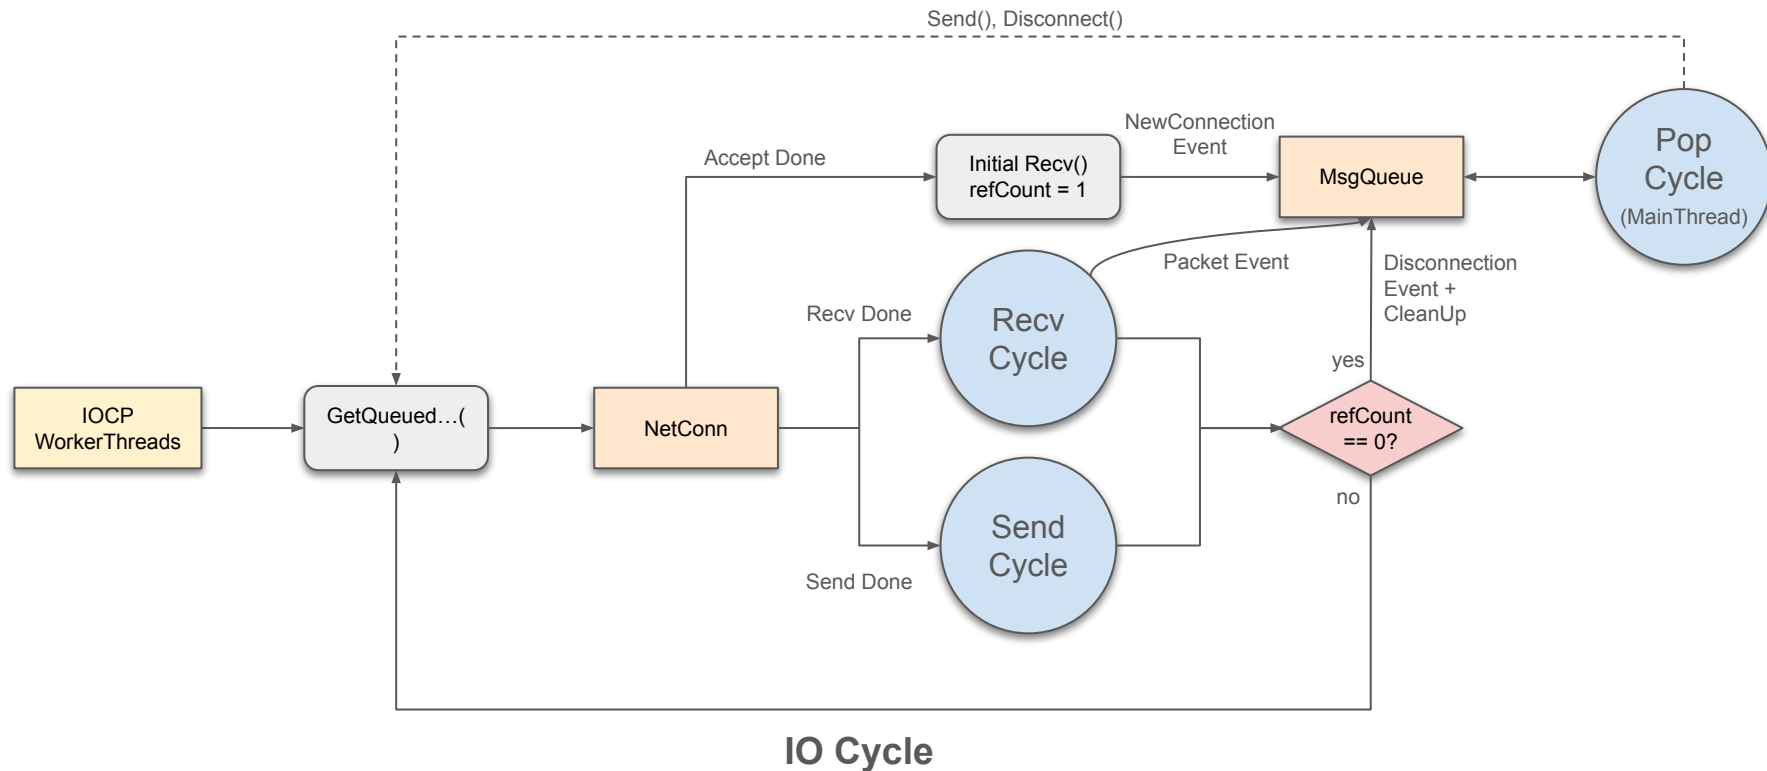 Send(), Disconnect()
NewConnection
Event
Pop
Cycle
(MainThread)
Accept Done
Initial Recv()
refCount = 1
MsgQueue
Packet Event
Disconnection
Event +
CleanUp
Recv Done
Recv
Cycle
yes
IOCP
WorkerThreads
GetQueued…(
)
NetConn
refCount
== 0?
no
Send
Cycle
Send Done
IO Cycle